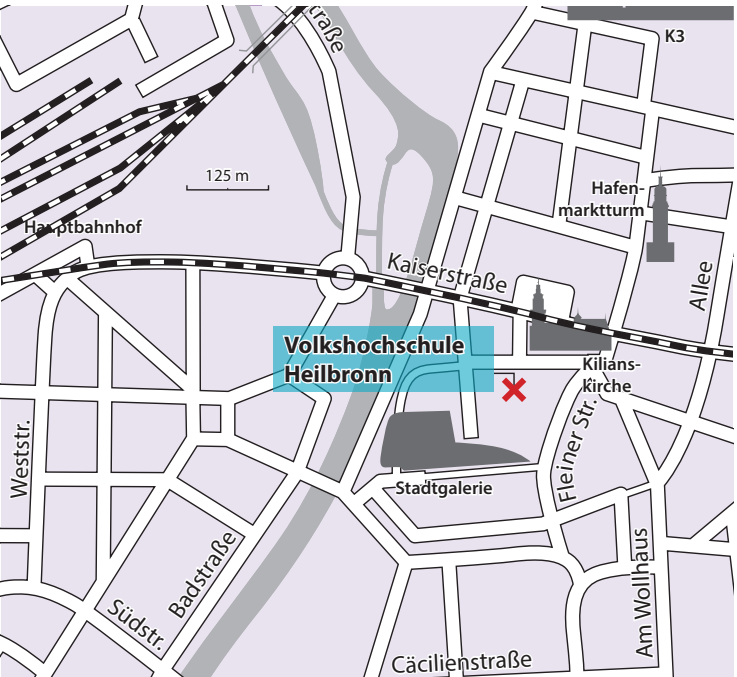 traße
K3
125 m
Hafen-
marktturm
Hauptbahnhof
Kaiserstraße
Allee
Volkshochschule
Heilbronn
Kilians-
kirche
Weststr.
Fleiner Str.
Stadtgalerie
Badstraße
Am Wollhaus
Südstr.
Cäcilienstraße